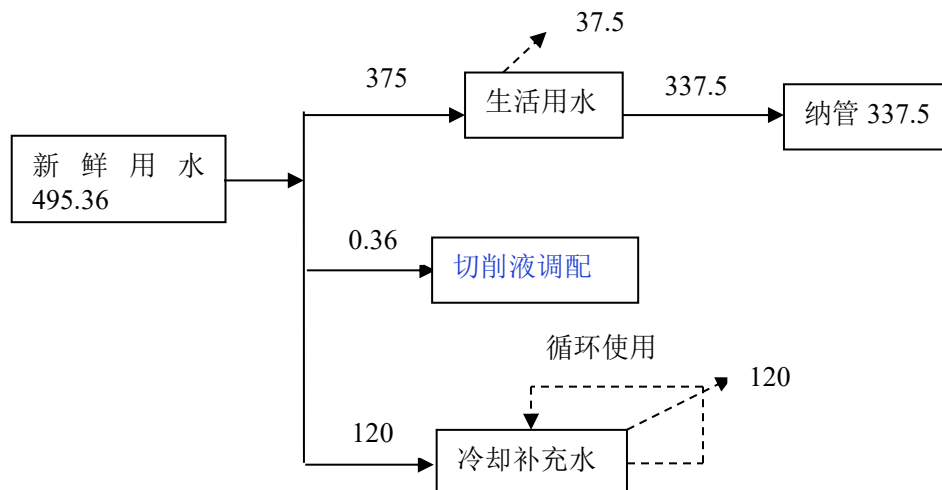 37.5
375
生活用水
337.5
纳管 337.5
新 鲜 用 水
495.36
0.36
切削液调配
循环使用
120
120
冷却补充水